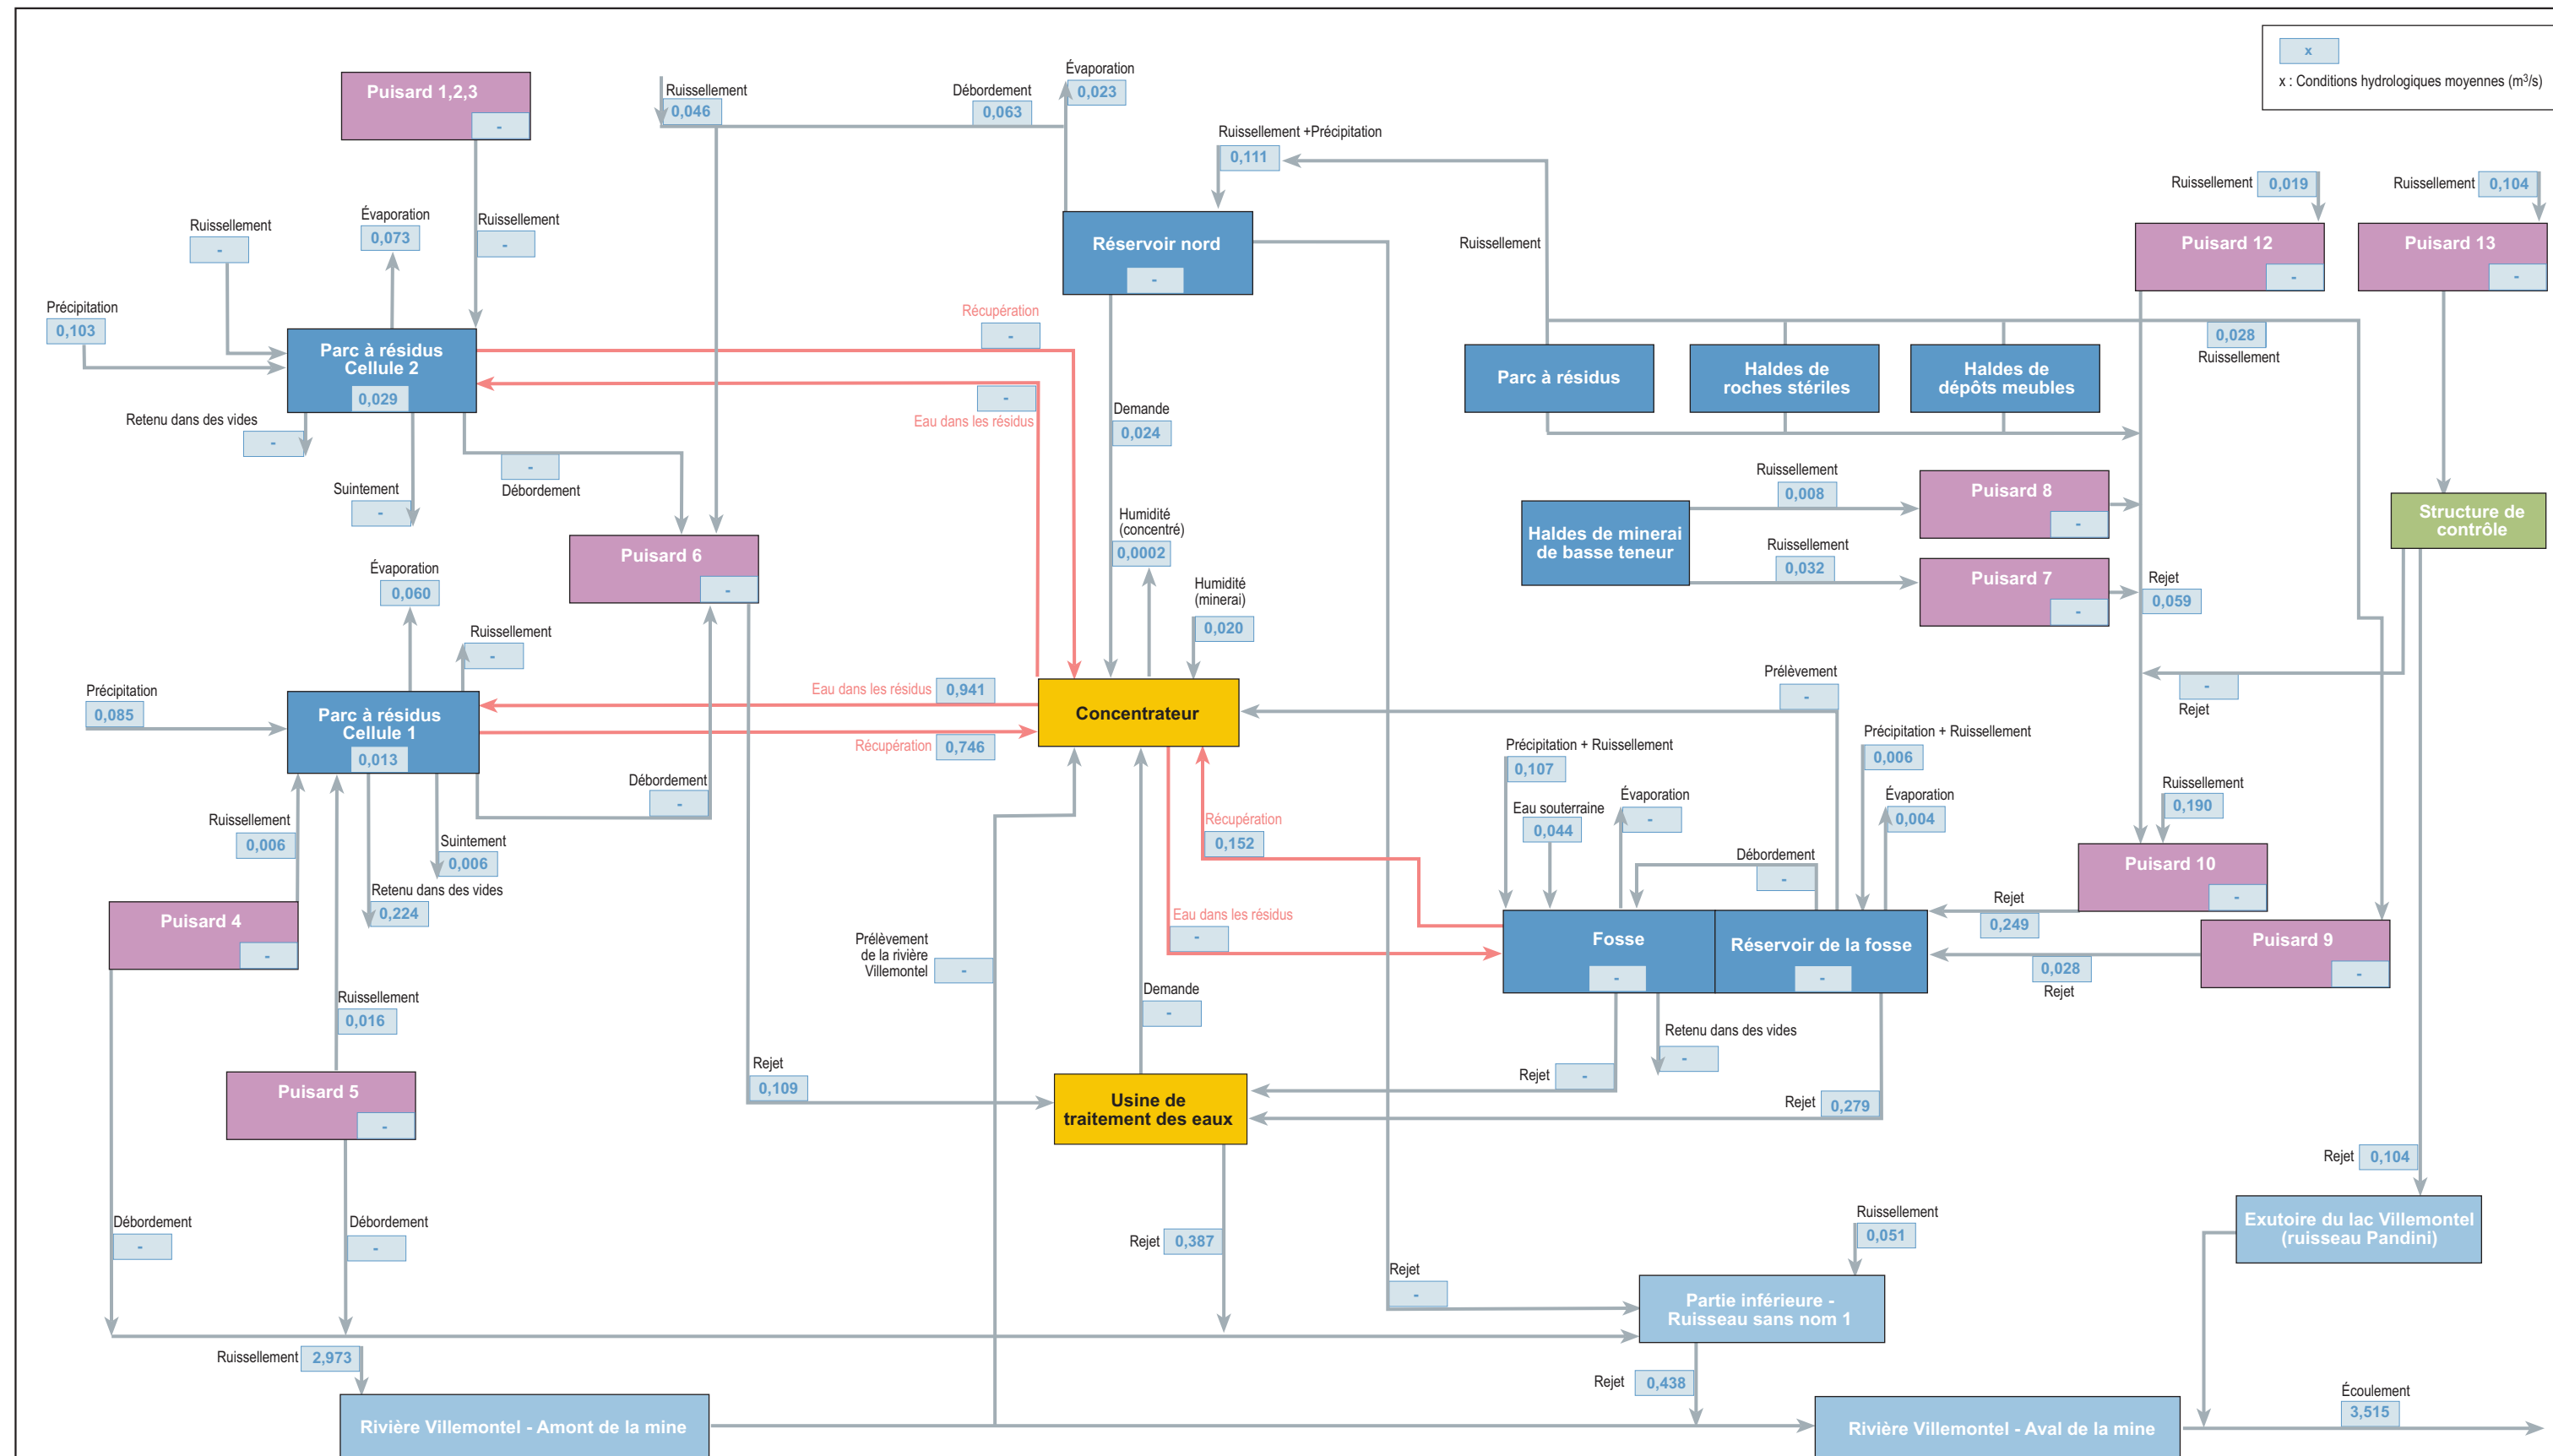 x
x : Conditions hydrologiques moyennes (m³/s)
Puisard 1,2,3
-
Ruissellement
0,046
Débordement
0,063
Évaporation
0,023
Ruissellement +Précipitation
0,111
Ruissellement
0,019
Ruissellement
0,104
Ruissellement
-
Évaporation
0,073
Ruissellement
-
Réservoir nord
-
Ruissellement
Puisard 12
-
Puisard 13
-
Précipitation
0,103
Parc à résidus
Cellule 2
0,029
Récupération
-
-
Eau dans les résidus
Parc à résidus
Haldes de
roches stériles
Haldes de
dépôts meubles
0,028
Ruissellement
Retenu dans des vides
-
Suintement
-
-
Débordement
Demande
0,024
Humidité
(concentré)
0,0002
Humidité
(minerai)
0,020
Haldes de minerai
de basse teneur
Ruissellement
0,008
Ruissellement
0,032
Puisard 8
-
Puisard 7
-
Structure de
contrôle
Rejet
0,059
-
Rejet
Puisard 6
-
Évaporation
0,060
Ruissellement
-
Précipitation
0,085
Parc à résidus
Cellule 1
0,013
Eau dans les résidus
0,941
Récupération
0,746
Concentrateur
Prélèvement
-
Précipitation + Ruissellement
0,107
Eau souterraine
0,044
Évaporation
-
Précipitation + Ruissellement
0,006
Évaporation
0,004
Ruissellement
0,190
Débordement
-
Ruissellement
0,006
Suintement
0,006
Retenu dans des vides
0,224
Récupération
0,152
Débordement
-
Puisard 10
-
Puisard 4
-
Eau dans les résidus
-
Fosse
-
Réservoir de la fosse
-
Rejet
0,249
0,028
Rejet
Puisard 9
-
Prélèvement
de la rivière
Villemontel
-
Ruissellement
0,016
Demande
-
Retenu dans des vides
-
Puisard 5
-
Rejet
0,109
Usine de
traitement des eaux
Rejet
-
Rejet
0,279
Rejet
0,104
Débordement
-
Débordement
-
Rejet
0,387
Rejet
-
Ruissellement
0,051
Exutoire du lac Villemontel
(ruisseau Pandini)
Partie inférieure -
Ruisseau sans nom 1
Ruissellement
2,973
Rejet
0,438
Écoulement
3,515
Rivière Villemontel - Amont de la mine
Rivière Villemontel - Aval de la mine